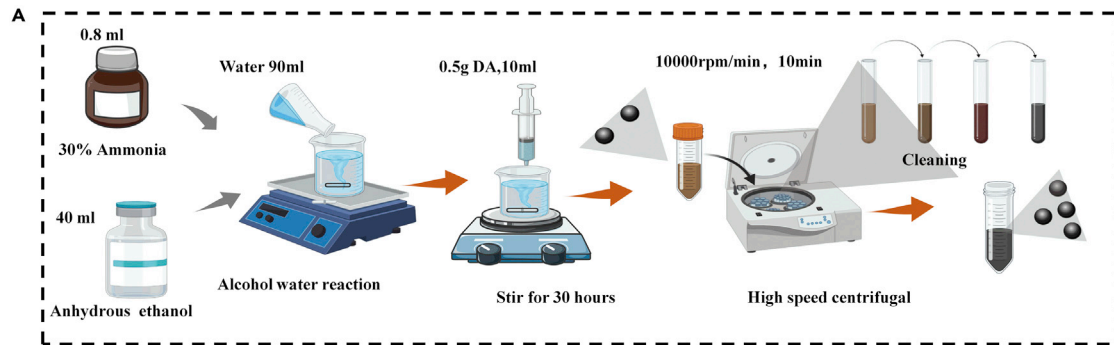 A
0.8 ml
30% Ammonia
40 ml
Anhydrous ethanol
Water 90ml
Alcohol water reaction
0.5g DA,10ml
Stir for 30 hours
10000rpm/min, 10min
High speed centrifugal
Cleaning